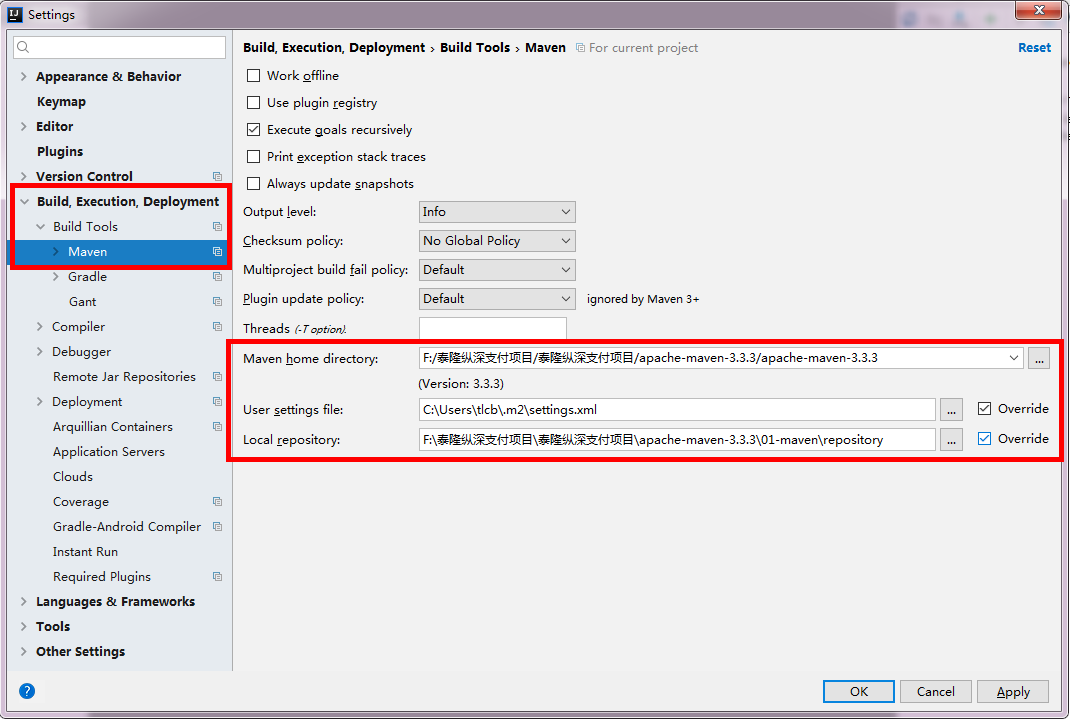 Settings
Appearance & Behavior
Keymap
Editor
Plugins
Version Control
Build, Execution, Deployment
Build Tools
Maven
Gradle
Gant
Compiler
Debugger
Remote Jar Repositories
Deployment
Arquillian Containers
Application Servers
Clouds
Coverage
Gradle-Android Compiler
Instant Run
Required Plugins
Languages & Frameworks
Tools
Other Settings
Build, Execution, Deployment › Build Tools › Maven For current project Reset
Work offline
Use plugin registry
Execute goals recursively
Print exception stack traces
Always update snapshots
Output level: Info
Checksum policy: No Global Policy
Multiproject build fail policy: Default
Plugin update policy: Default ignored by Maven 3+
Threads (-T option).
Maven home directory: F:/泰隆纵深支付项目/泰隆纵深支付项目/apache-maven-3.3.3/apache-maven-3.3.3 ...
(Version: 3.3.3)
User settings file: C:\Users\tlcb\.m2\settings.xml ... Override
Local repository: F:\泰隆纵深支付项目\泰隆纵深支付项目\apache-maven-3.3.3\01-maven\repository ... Override
? OK Cancel Apply